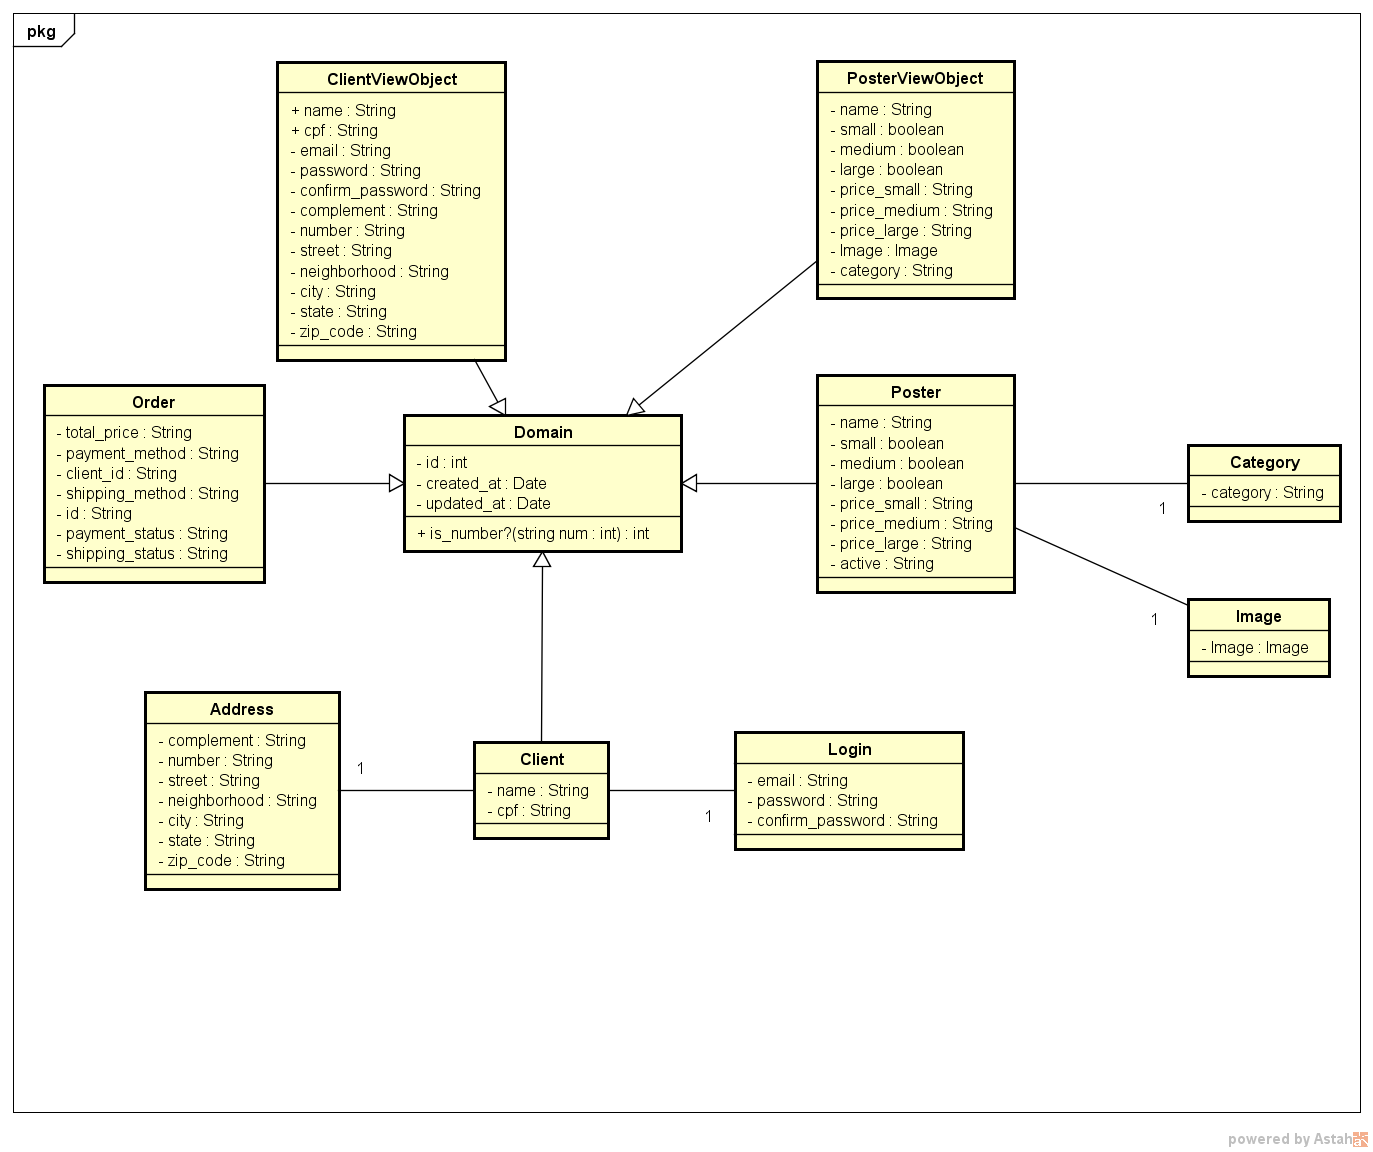 pkg
ClientViewObject
+ name : String
+ cpf : String
- email : String
- password : String
- confirm_password : String
- complement : String
- number : String
- street : String
- neighborhood : String
- city : String
- state : String
- zip_code : String
PosterViewObject
- name : String
- small : boolean
- medium : boolean
- large : boolean
- price_small : String
- price_medium : String
- price_large : String
- Image : Image
- category : String
Order
- total_price : String
- payment_method : String
- client_id : String
- shipping_method : String
- id : String
- payment_status : String
- shipping_status : String
Domain
- id : int
- created_at : Date
- updated_at : Date
+ is_number?(string num : int) : int
Poster
- name : String
- small : boolean
- medium : boolean
- large : boolean
- price_small : String
- price_medium : String
- price_large : String
- active : String
Category
- category : String
1
Image
- Image : Image
1
Address
- complement : String
- number : String
- street : String
- neighborhood : String
- city : String
- state : String
- zip_code : String
1
Client
- name : String
- cpf : String
1
Login
- email : String
- password : String
- confirm_password : String
powered by Astah